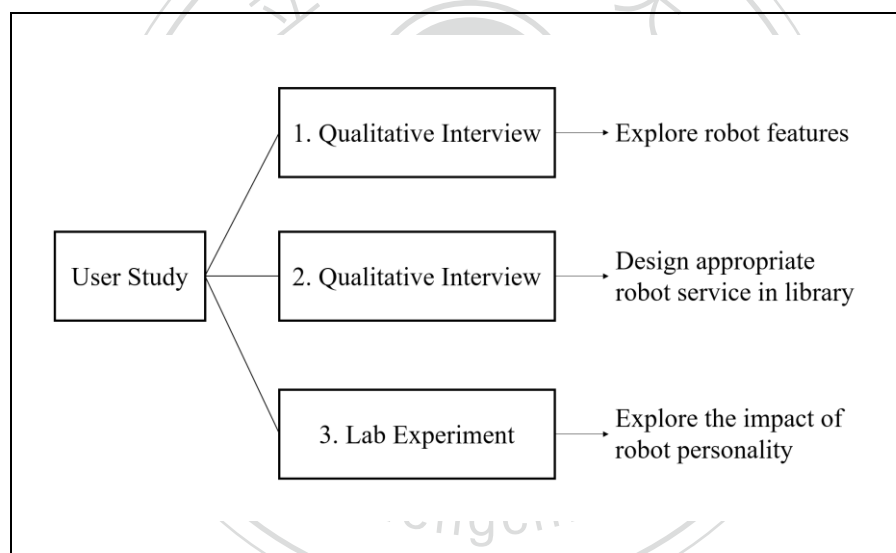 1. Qualitative Interview
Explore robot features
User Study
2. Qualitative Interview
Design appropriate
robot service in library
3. Lab Experiment
Explore the impact of
robot personality